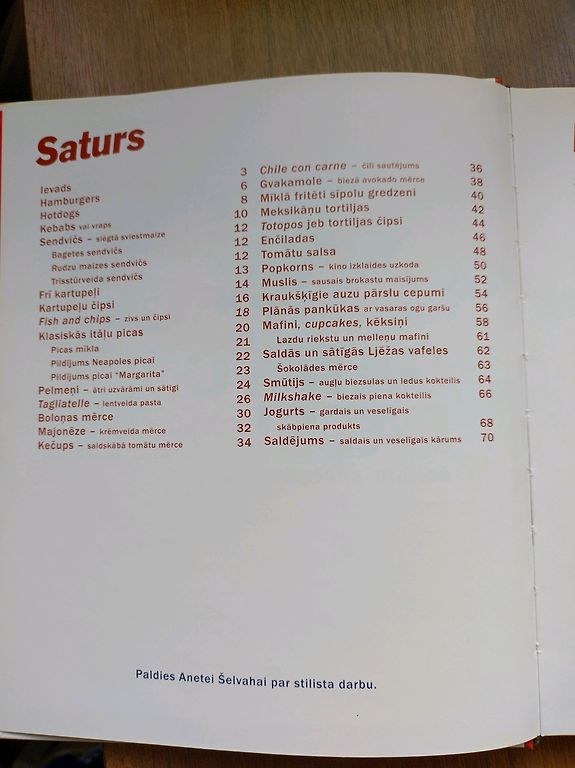 Saturs
Ievads 3
Hamburgers 6
Hotdogs 8
Kebabs vai vraps 10
Sendvičs – slēgtā sviestmaize 12
Bagetes sendvičs 12
Rudzu maizes sendvičs 12
Trisstūrveida sendvičs 13
Frī kartupeļi 14
Kartupeļu čipsi 16
Fish and chips – zivs un čipsi 18
Klasiskās itāļu picas 20
Picas mīkla 21
Pildījums Neapoles picai 22
Pildījums picai "Margarita" 23
Pelmeņi – ātri uzvārāmi un sātīgi 24
Tagliatelle – lentveida pasta 26
Boloņas mērce 30
Majonēze – krēmveida mērce 32
Kečups – saldskābā tomātu mērce 34
Chile con carne – čili sautējums 36
Gvakamole – biezā avokado mērce 38
Mīklā fritēti sīpolu gredzeni 40
Meksikāņu tortiljas 42
Totopos jeb tortiljas čipsi 44
Enčiladas 46
Tomātu salsa 48
Popkorns – kino izklaides uzkoda 50
Muslis – sausais brokastu maisījums 52
Kraukšķīgie auzu pārslu cepumi 54
Plānās pankūkas ar vasaras ogu garšu 56
Mafini, cupcakes, kēksiņi 58
Lazdu riekstu un melleņu mafini 61
Saldās un sātīgās Ljēžas vafeles 62
Šokolādes mērce 63
Smūtijs – augļu biezsulas un ledus kokteilis 64
Milkshake – biezais piena kokteilis 66
Jogurts – gardais un veselīgais
skābpiena produkts 68
Saldējums – saldais un veselīgais kārums 70
Paldies Anetei Šelvahai par stilista darbu.